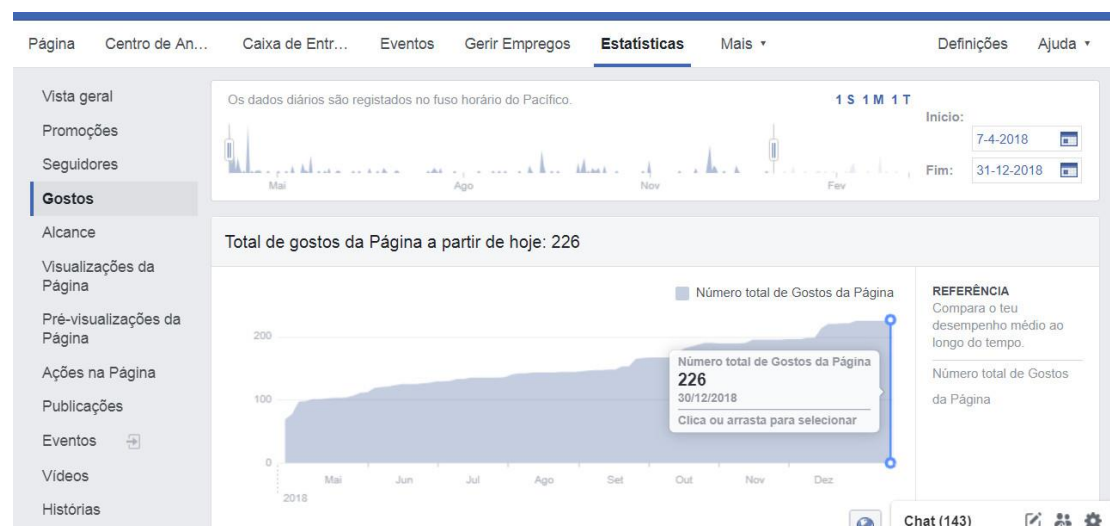 Página Centro de An... Caixa de Entr... Eventos Gerir Empregos Estatísticas Mais Definições Ajuda
Vista geral
Promoções
Seguidores
Gostos
Alcance
Visualizações da
Página
Pré-visualizações da
Página
Ações na Página
Publicações
Eventos
Vídeos
Histórias
Os dados diários são registados no fuso horário do Pacífico.
1 S 1 M 1 T
Mai Ago Nov Fev
Início:
7-4-2018
Fim: 31-12-2018
Total de gostos da Página a partir de hoje: 226
Número total de Gostos da Página
200
100
0
Mai Jun Jul Ago Set Out Nov Dez
2018
Número total de Gostos da Página
226
30/12/2018
Clica ou arrasta para selecionar
REFERÊNCIA
Compara o teu
desempenho médio ao
longo do tempo.
Número total de Gostos
da Página
Chat (143)